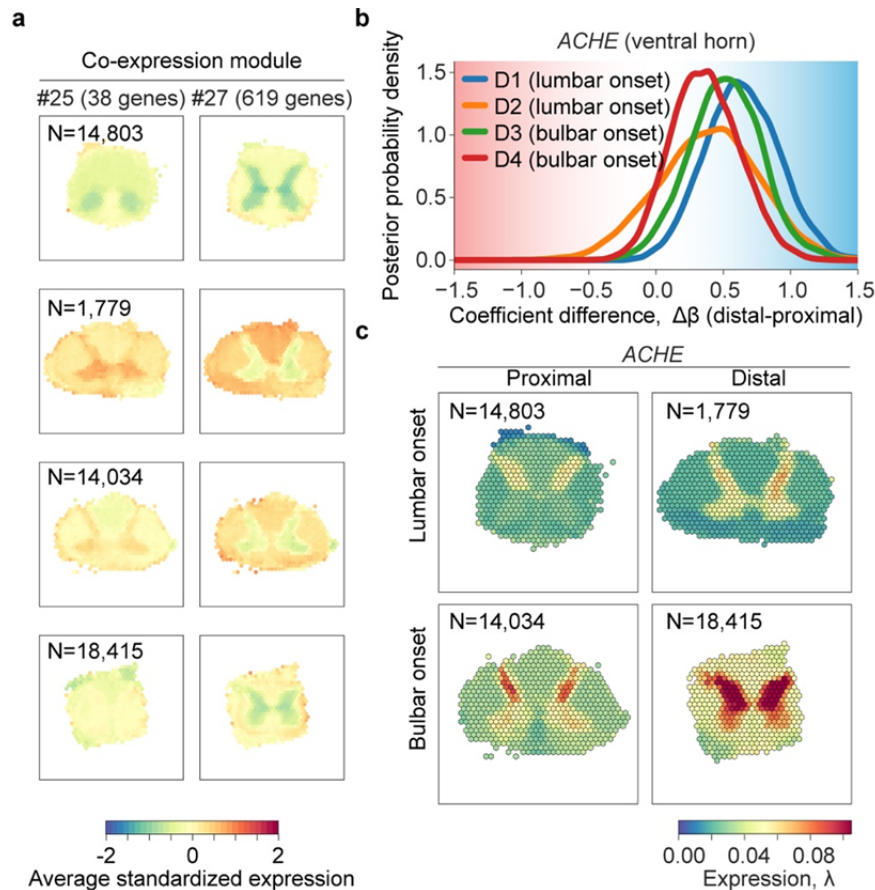 a
Co-expression module
#25 (38 genes) #27 (619 genes)
N=14,803
N=1,779
N=14,034
N=18,415
-2 0 2
Average standardized expression
b
ACHE (ventral horn)
Posterior probability density
1.5
1.0
0.5
0.0
D1 (lumbar onset)
D2 (lumbar onset)
D3 (bulbar onset)
D4 (bulbar onset)
−1.5 −1.0 −0.5 0.0 0.5 1.0 1.5
Coefficient difference, Δβ (distal-proximal)
c
ACHE
Proximal Distal
Lumbar onset
N=14,803 N=1,779
Bulbar onset
N=14,034 N=18,415
0.00 0.04 0.08
Expression, λ